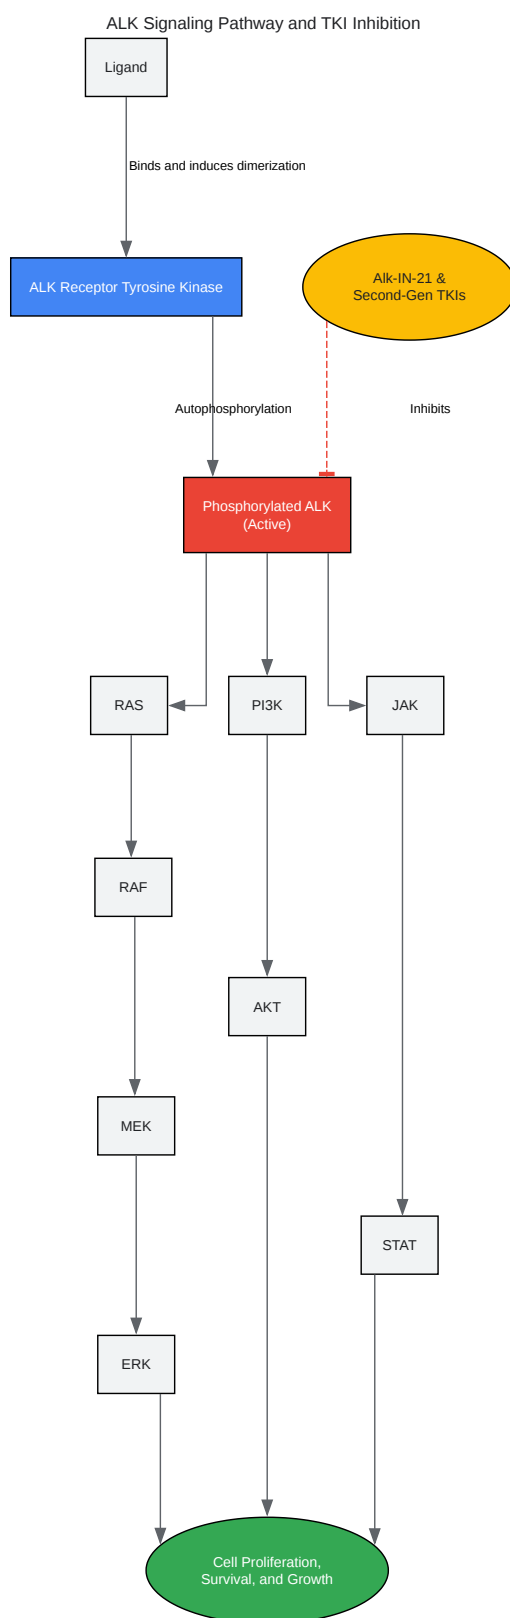 ALK Signaling Pathway and TKI Inhibition
Ligand
Binds and induces dimerization
ALK Receptor Tyrosine Kinase
Alk-IN-21 &
Second-Gen TKIs
Autophosphorylation
Inhibits
Phosphorylated ALK
(Active)
RAS
PI3K
JAK
RAF
AKT
MEK
STAT
ERK
Cell Proliferation,
Survival, and Growth